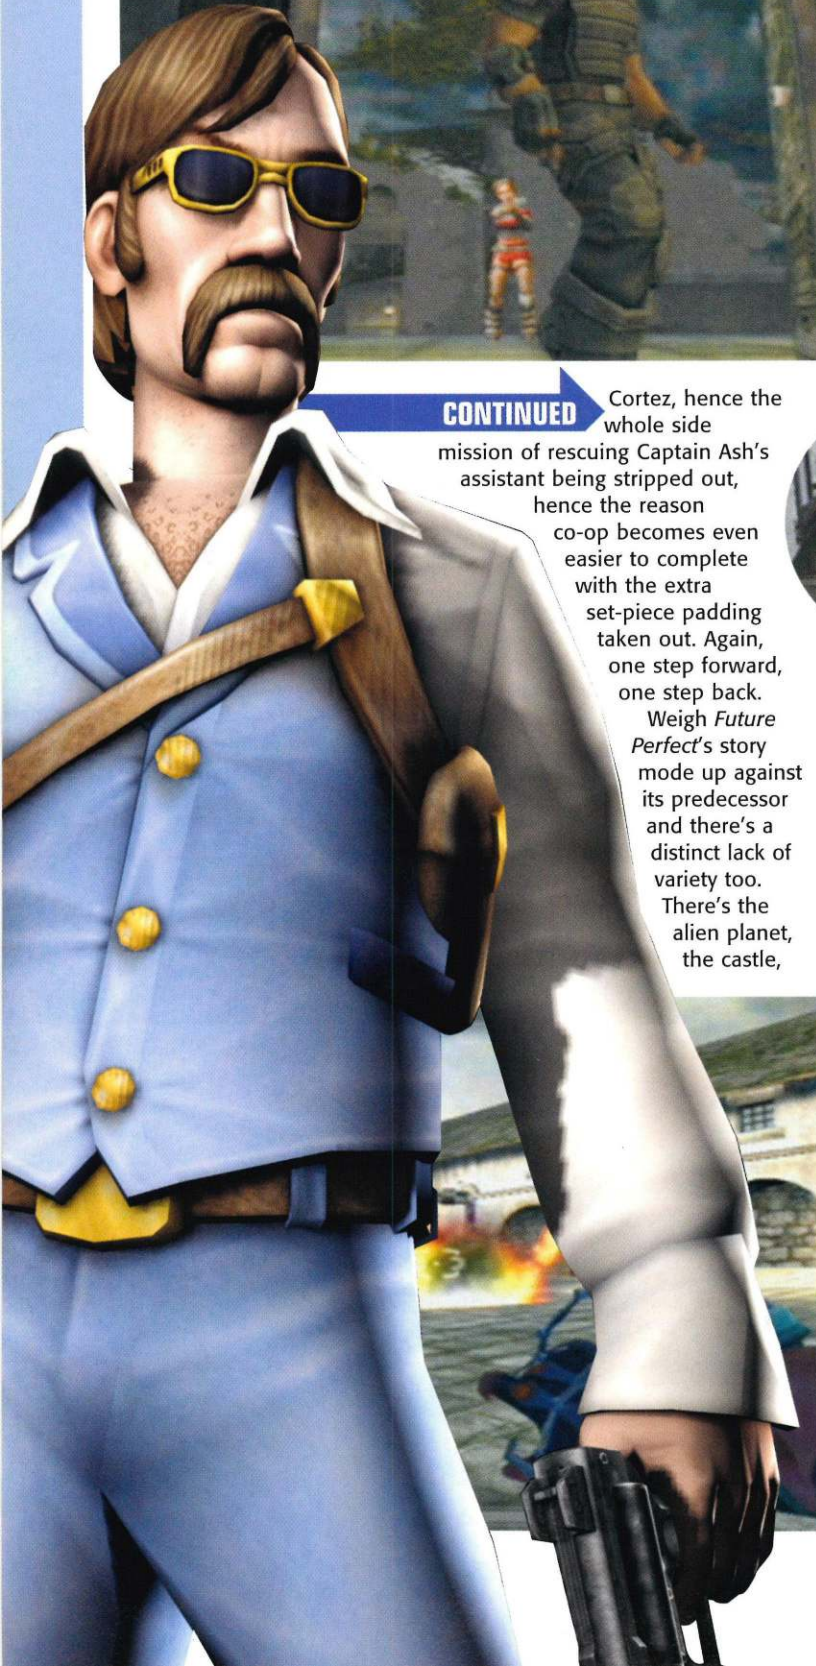 CONTINUED
Cortez, hence the
whole side
mission of rescuing Captain Ash's
assistant being stripped out,
hence the reason
co-op becomes even
easier to complete
with the extra
set-piece padding
taken out. Again,
one step forward,
one step back.
Weigh Future
Perfect's story
mode up against
its predecessor
and there's a
distinct lack of
variety too.
There's the
alien planet,
the castle,